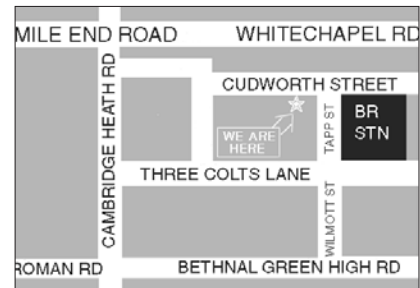 MILE END ROAD
WHITECHAPEL RD
CAMBRIDGE HEATH RD
CUDWORTH STREET
WE ARE
HERE
TAPP ST
BR
STN
THREE COLTS LANE
WILMOTT ST
ROMAN RD
BETHNAL GREEN HIGH RD